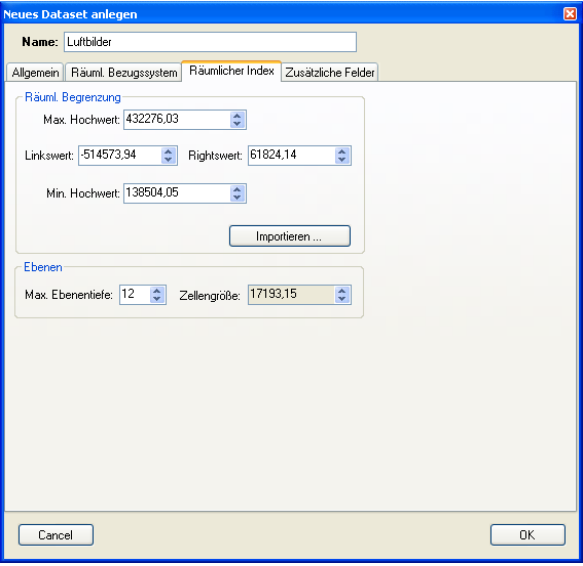 Neues Dataset anlegen
Name: Luftbilder
Allgemein Räuml. Bezugssystem Räumlicher Index Zusätzliche Felder
Räuml. Begrenzung
Max. Hochwert: 432276,03
Linkswert: -514573,94 Rightswert: 61824,14
Min. Hochwert: 138504,05
Importieren ...
Ebenen
Max. Ebenentiefe: 12 Zellengröße: 17193,15
Cancel OK